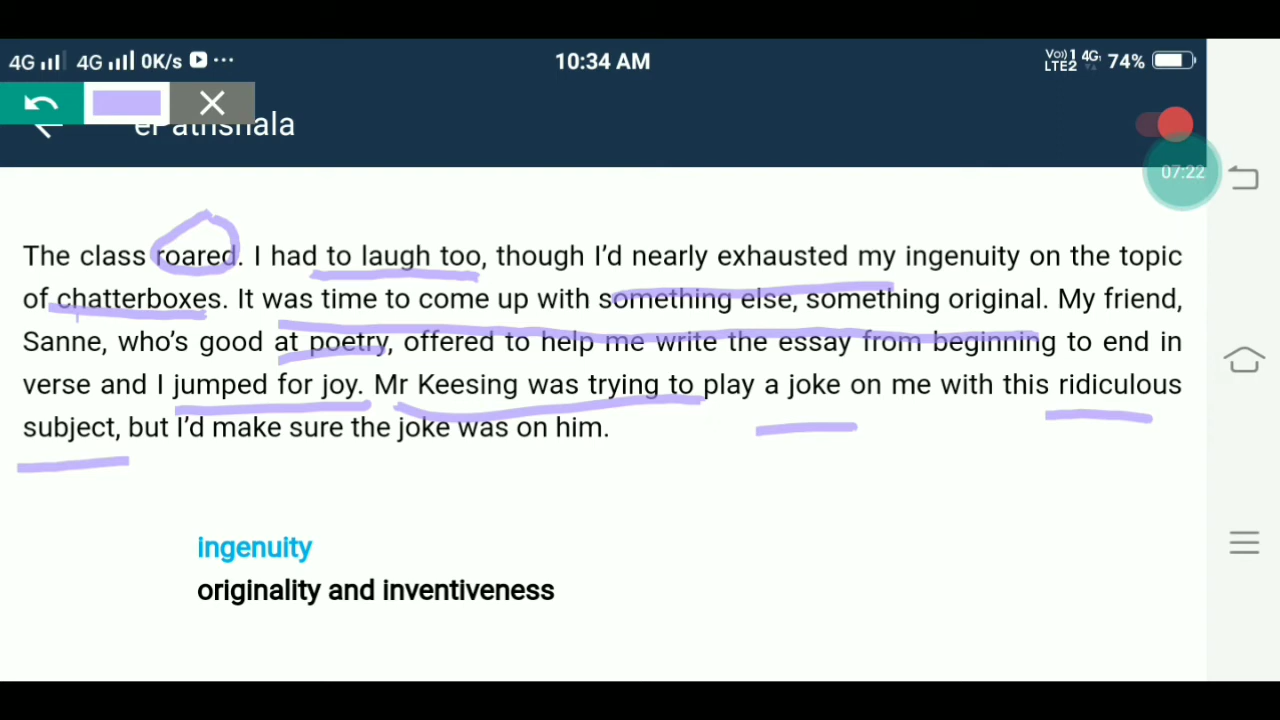 4G 4G 0K/s ... 10:34 AM Vo) 1 4G LTE2 74%
ePathshala
07:22
The class roared. I had to laugh too, though I'd nearly exhausted my ingenuity on the topic
of chatterboxes. It was time to come up with something else, something original. My friend,
Sanne, who's good at poetry, offered to help me write the essay from beginning to end in
verse and I jumped for joy. Mr Keesing was trying to play a joke on me with this ridiculous
subject, but I'd make sure the joke was on him.
ingenuity
originality and inventiveness